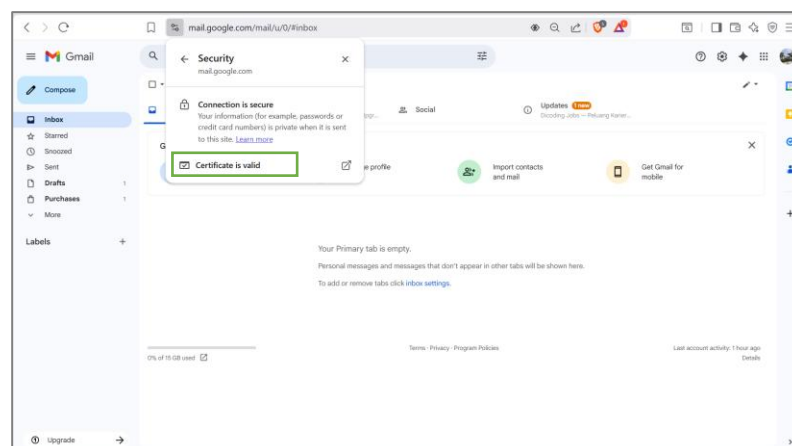 mail.google.com/mail/u/0/#inbox
Gmail
Security
mail.google.com
Compose
Connection is secure
Your information (for example, passwords or
credit card numbers) is private when it is sent
to this site. Learn more
Certificate is valid
Social
Updates 1 new
Dicoding Jobs — Peluang Karier...
Inbox
Starred
Snoozed
Sent
Drafts 1
Purchases 1
More
Labels
e profile
Import contacts
and mail
Get Gmail for
mobile
Your Primary tab is empty.
Personal messages and messages that don't appear in other tabs will be shown here.
To add or remove tabs click inbox settings.
0% of 15 GB used
Terms · Privacy · Program Policies
Last account activity: 1 hour ago
Details
Upgrade